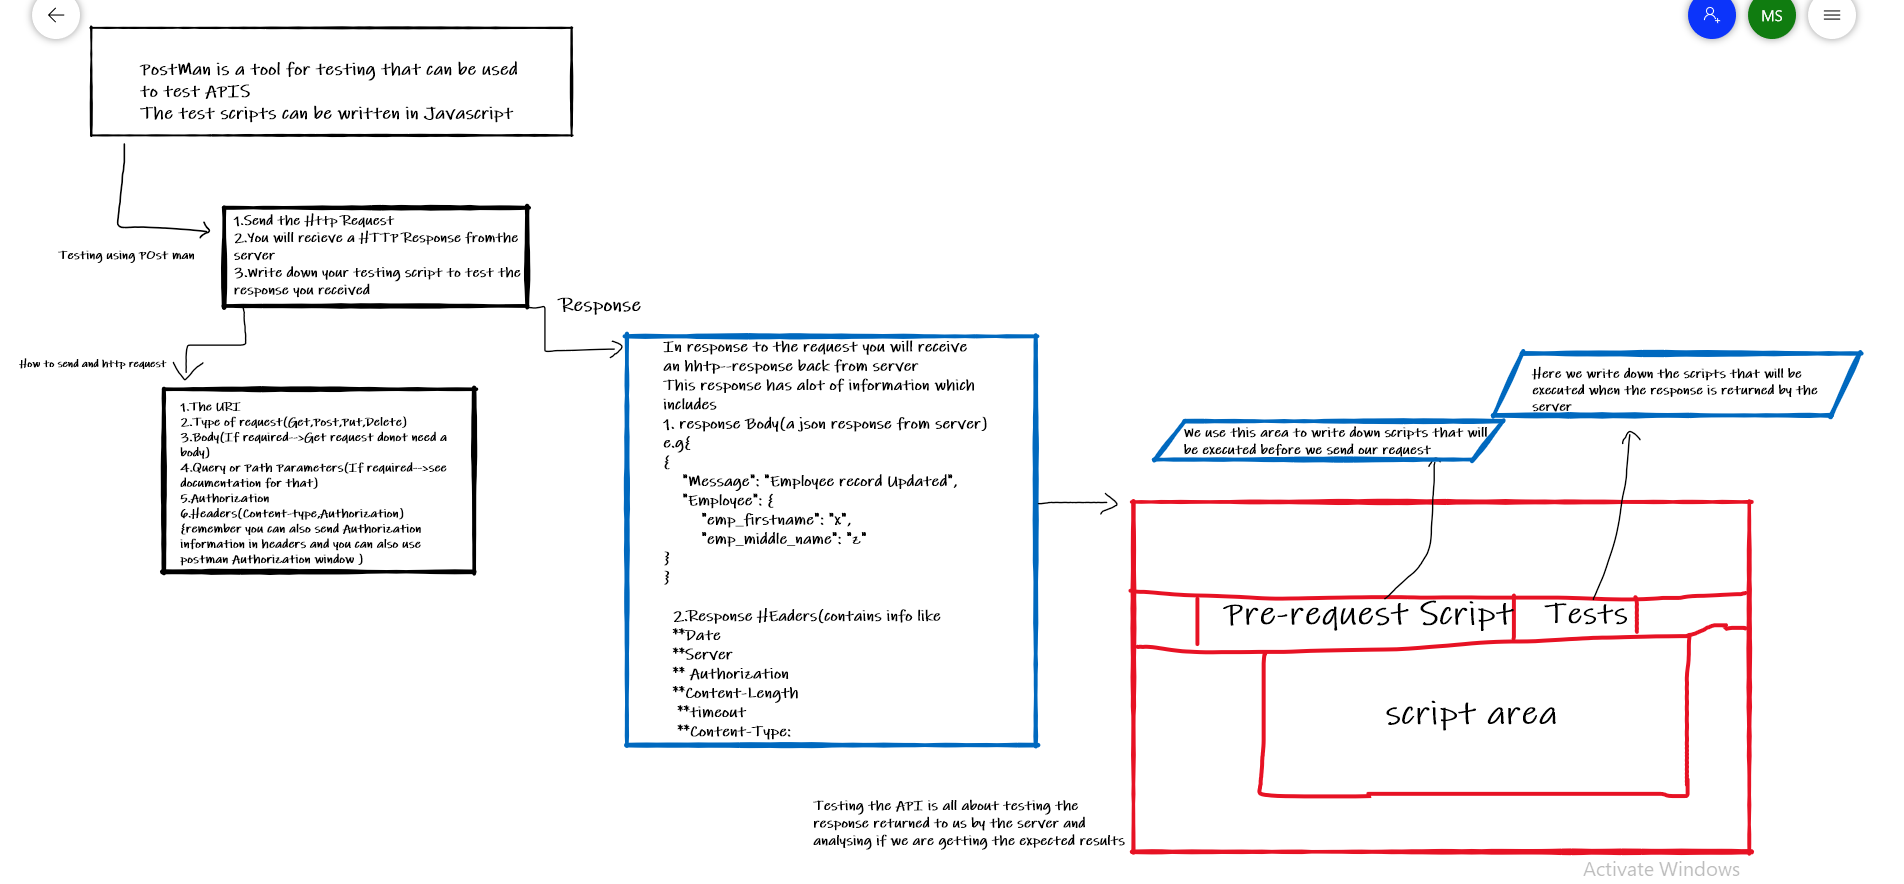 MS
PostMan is a tool for testing that can be used
to test APIS
The test scripts can be written in Javascript
1.Send the Http Request
2.You will recieve a HTTP Response fromthe
server
3.Write down your testing script to test the
response you received
Testing using POst man
Response
How to send and http request
1.The URI
2.Type of request(Get,Post,Put,Delete)
3.Body(If required-->Get request donot need a
body)
4.Query or Path Parameters(If required-->see
documentation for that)
5.Authorization
6.Headers(Content-type,Authorization)
{remember you can also send Authorization
information in headers and you can also use
postman Authorization window }
In response to the request you will receive
an hhtp--response back from server
This response has alot of information which
includes
1. response Body(a json response from server)
e.g{
{
"Message": "Employee record Updated",
"Employee": {
"emp_firstname": "x",
"emp_middle_name": "z"
}
}
2.Response HEaders(contains info like
**Date
**Server
** Authorization
**Content-Length
**timeout
**Content-Type:
Here we write down the scripts that will be
executed when the response is returned by the
server
We use this area to write down scripts that will
be executed before we send our request
Pre-request Script
Tests
script area
Testing the API is all about testing the
response returned to us by the server and
analysing if we are getting the expected results
Activate Windows